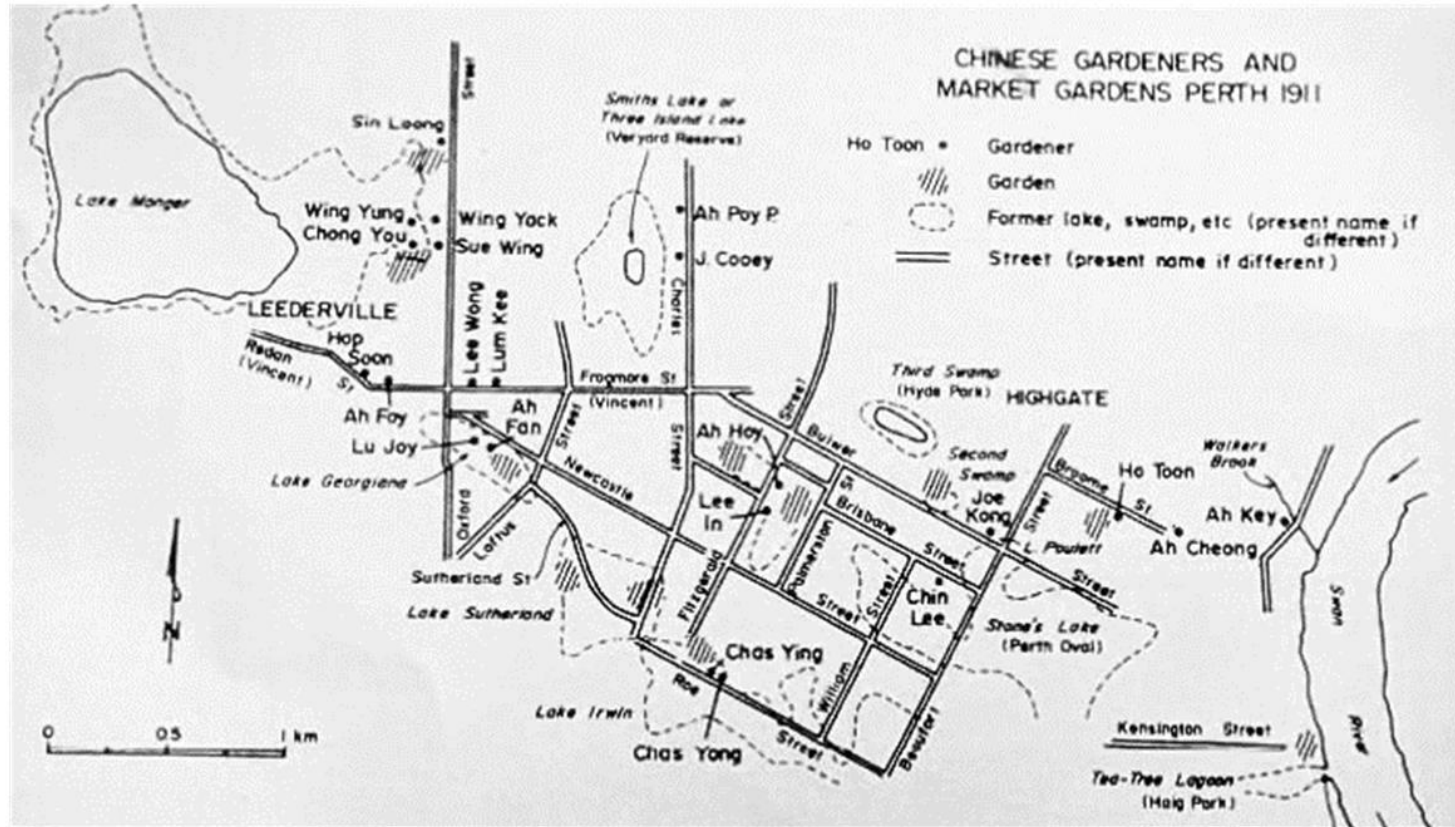 CHINESE GARDENERS AND
MARKET GARDENS PERTH 1911
Ho Toon
Gardener
Garden
Former lake, swamp, etc (present name if
different)
Street (present name if different)
Street
Sin Loong
Lake Monger
Wing Yung
Wing Yock
Chong You
Sue Wing
Smiths Lake or
Three Island Lake
(Veryard Reserve)
Ah Poy P.
J. Cooey
Charles
LEEDERVILLE
Hop
Soon
Lee Wong
Lum Kee
Redan
(Vincent)
St
Frogmore St
(Vincent)
Third Swamp
(Hyde Park)
HIGHGATE
Ah Foy
Ah
Fan
Lu Joy
Lake Georgiana
Street
Newcastle
Street
Ah Hoy
Street
Bulwer
Second
Swamp
Broome
St
Ho Toon
Walkers
Brook
Lee
In
St
Brisbane
Joe
Kong
Street
L. Poulett
Ah Key
Ah Cheong
Oxford
Loftus
Sutherland St
Lake Sutherland
Fitzgerald
Palmerston
Street
Street
Street
Street
Chin
Lee
Stone's Lake
(Perth Oval)
Swan
River
N
Chas Ying
Roe
Street
William
Beaufort
Lake Irwin
Chas Yong
Kensington Street
Tea-Tree Lagoon
(Haig Park)
0
0.5
1 km